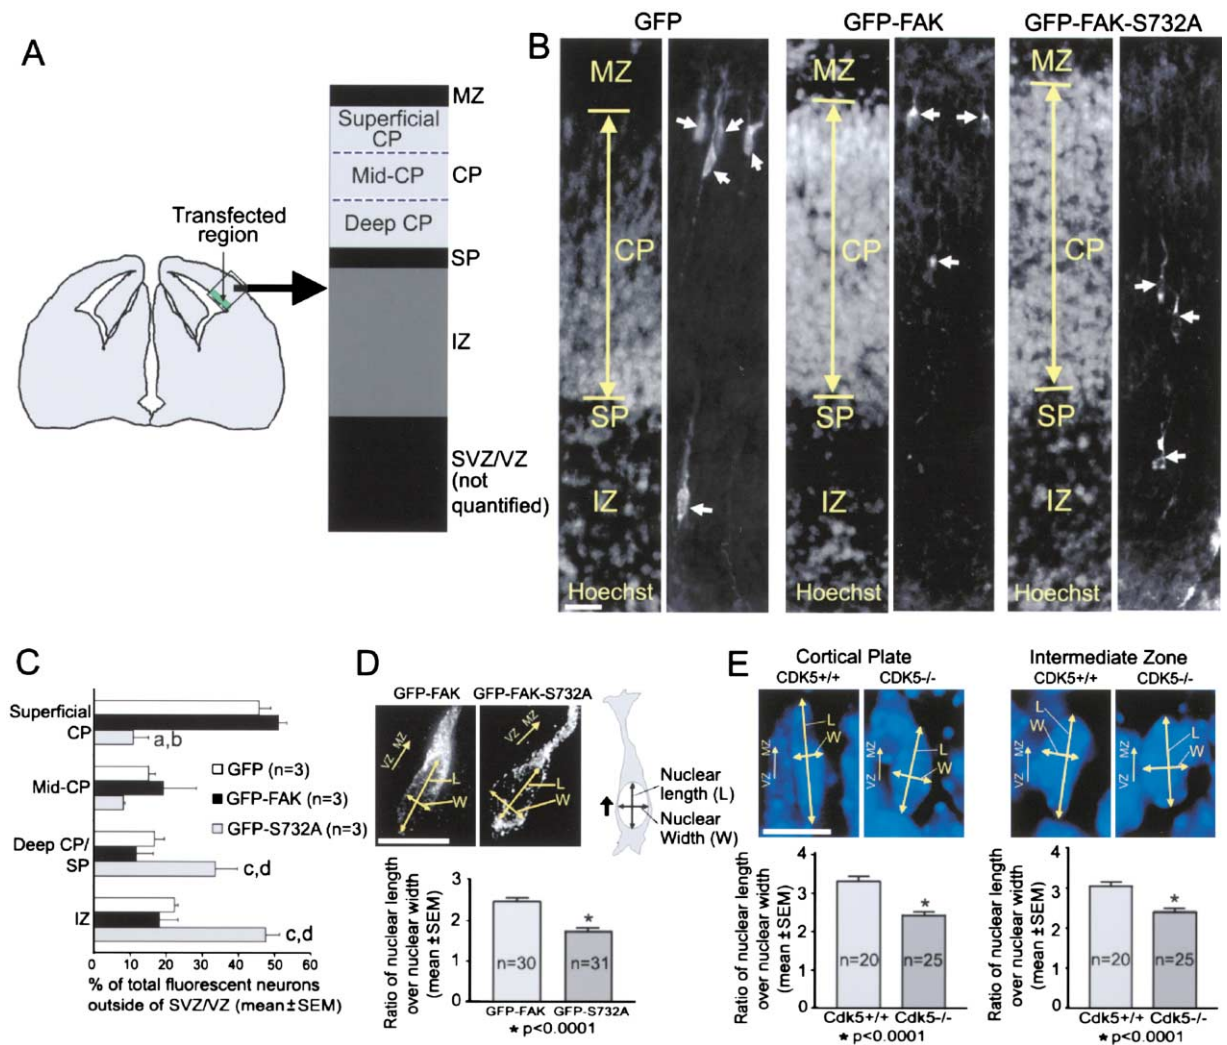 A
MZ
Superficial
CP
Mid-CP
CP
Deep CP
Transfected
region
SP
IZ
SVZ/VZ
(not
quantified)
B
GFP
GFP-FAK
GFP-FAK-S732A
MZ
CP
SP
IZ
Hoechst
MZ
CP
SP
IZ
Hoechst
MZ
CP
SP
IZ
Hoechst
C
Superficial
CP
a,b
Mid-CP
GFP (n=3)
GFP-FAK (n=3)
GFP-S732A (n=3)
Deep CP/
SP
c,d
IZ
c,d
0 10 20 30 40 50 60
% of total fluorescent neurons
outside of SVZ/VZ (mean±SEM)
D
GFP-FAK
GFP-FAK-S732A
VZ MZ
L
W
VZ MZ
L
W
Nuclear
length (L)
Nuclear
Width (W)
Ratio of nuclear length
over nuclear width
(mean ±SEM)
3
2
1
0
*
n=30
n=31
GFP-FAK GFP-S732A
* p<0.0001
E
Cortical Plate
CDK5+/+
CDK5-/-
VZ MZ
L
W
VZ MZ
L
W
Ratio of nuclear length
over nuclear width
(mean ±SEM)
4
3
2
1
0
*
n=20
n=25
Cdk5+/+ Cdk5-/-
* p<0.0001
Intermediate Zone
CDK5+/+
CDK5-/-
VZ MZ
L
W
VZ MZ
L
W
Ratio of nuclear length
over nuclear width
(mean ±SEM)
4
3
2
1
0
*
n=20
n=25
Cdk5+/+ Cdk5-/-
* p<0.0001